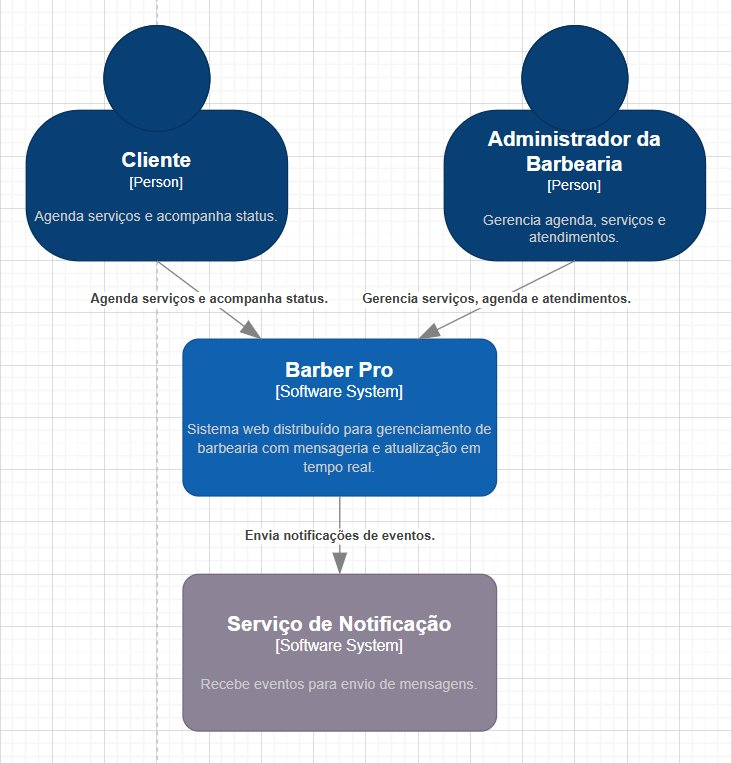 Cliente
[Person]
Agenda serviços e acompanha status.
Administrador da
Barbearia
[Person]
Gerencia agenda, serviços e
atendimentos.
Agenda serviços e acompanha status.
Gerencia serviços, agenda e atendimentos.
Barber Pro
[Software System]
Sistema web distribuído para gerenciamento de
barbearia com mensageria e atualização em
tempo real.
Envia notificações de eventos.
Serviço de Notificação
[Software System]
Recebe eventos para envio de mensagens.